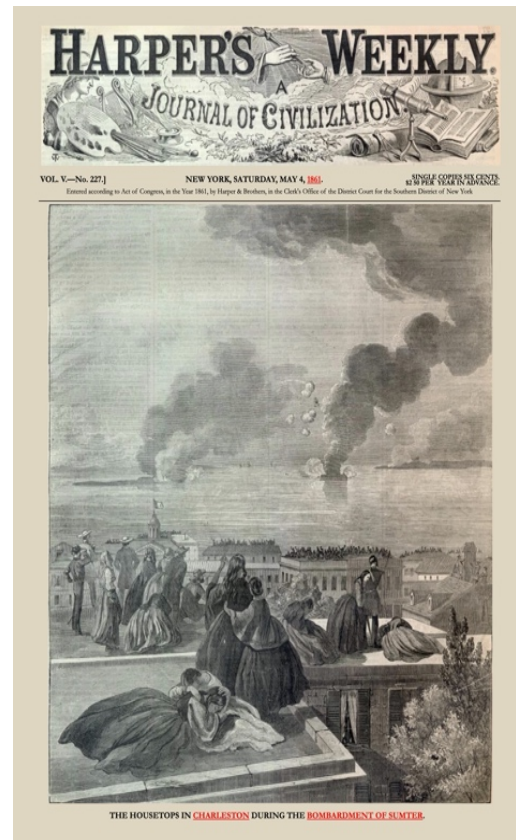 HARPER'S WEEKLY.
A
JOURNAL OF CIVILIZATION
VOL. V.—No. 227.] NEW YORK, SATURDAY, MAY 4, 1861. SINGLE COPIES SIX CENTS.
$2 50 PER YEAR IN ADVANCE.
Entered according to Act of Congress, in the Year 1861, by Harper & Brothers, in the Clerk's Office of the District Court for the Southern District of New York
THE HOUSETOPS IN CHARLESTON DURING THE BOMBARDMENT OF SUMTER.